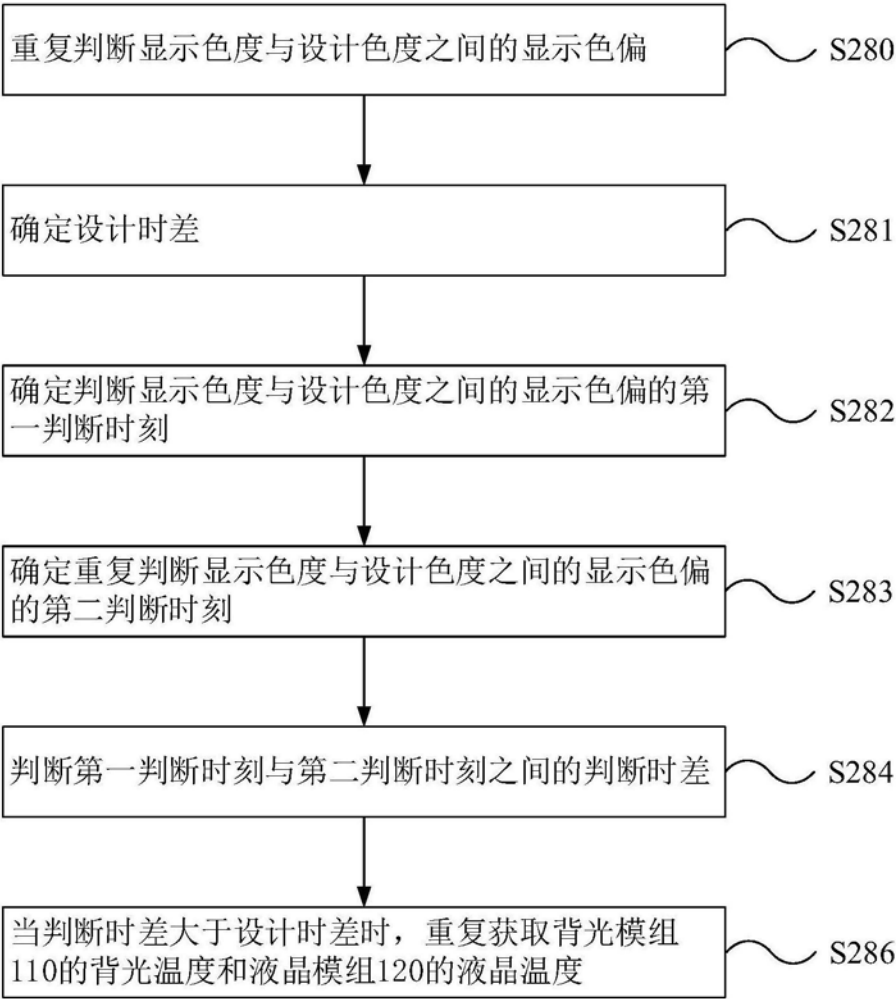 重复判断显示色度与设计色度之间的显示色偏
S280
确定设计时差
S281
确定判断显示色度与设计色度之间的显示色偏的第
一判断时刻
S282
确定重复判断显示色度与设计色度之间的显示色偏
的第二判断时刻
S283
判断第一判断时刻与第二判断时刻之间的判断时差
S284
当判断时差大于设计时差时，重复获取背光模组
110的背光温度和液晶模组120的液晶温度
S286